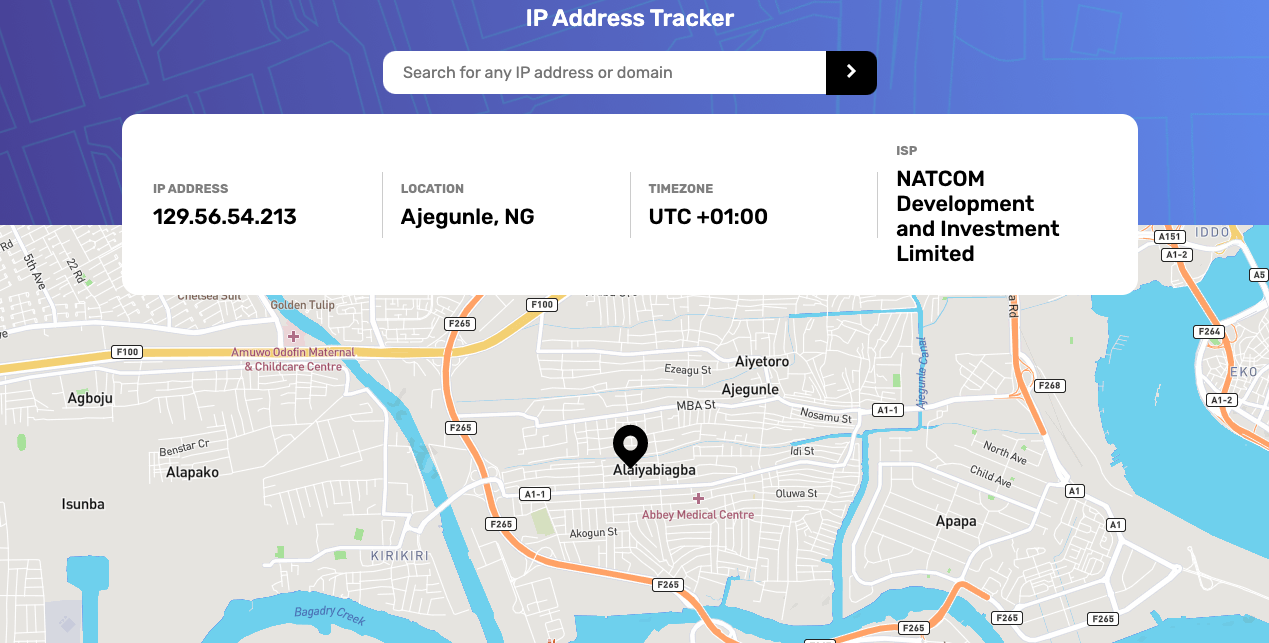 IP Address Tracker
Search for any IP address or domain
IP ADDRESS
129.56.54.213
LOCATION
Ajegunle, NG
TIMEZONE
UTC +01:00
ISP
NATCOM
Development
and Investment
Limited
Rd
5th Ave
22 Rd
Golden Tulip
A151
IDDO
A1-2
A5
F100
F265
F264
Amuwo Odofin Maternal
& Childcare Centre
F100
Aiyetoro
Ajegunle Canal
Ezeagu St
EKO
Agboju
Ajegunle
F268
MBA St
A1-1
A1-2
Nosamu St
F265
Benstar Cr
Idi St
North Ave
Alapako
Alaiyabiagba
Child Ave
A1-1
Oluwa St
A1
Isunba
Abbey Medical Centre
Apapa
F265
Akogun St
A1
KIRIKIRI
F265
Bagadry Creek
F265
F265
F265